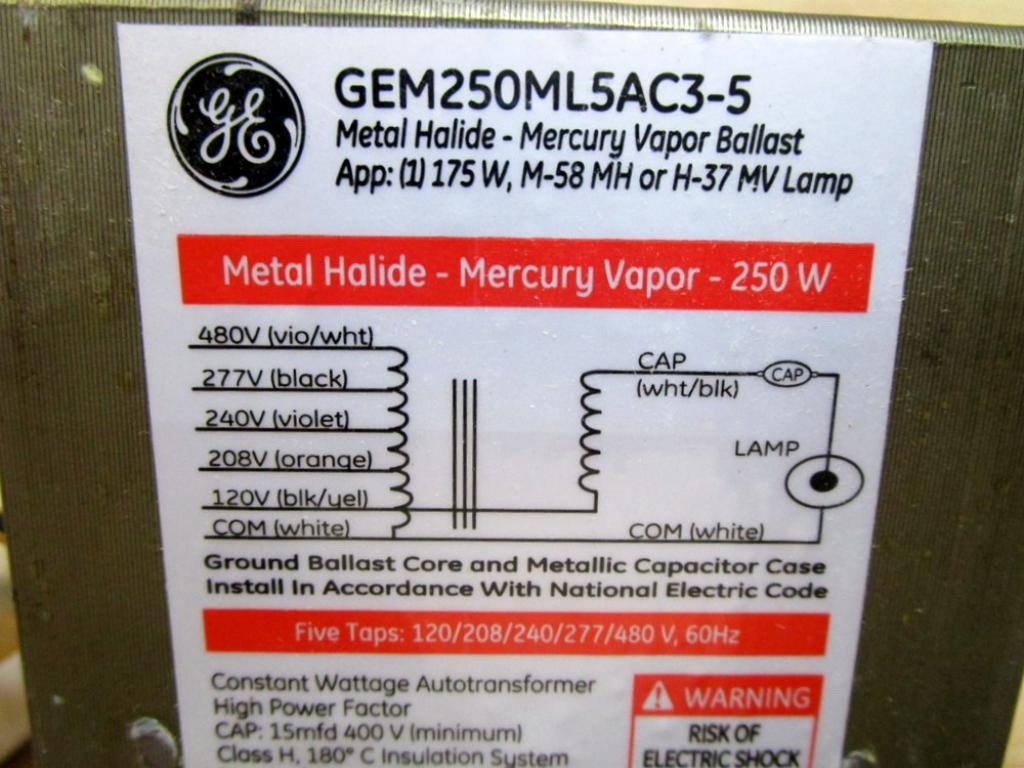 GE
GEM250ML5AC3-5
Metal Halide - Mercury Vapor Ballast
App: (1) 175 W, M-58 MH or H-37 MV Lamp
Metal Halide - Mercury Vapor - 250 W
480V (vio/wht)
277V (black)
240V (violet)
208V (orange)
120V (blk/yel)
COM (white)
CAP
(wht/blk)
CAP
LAMP
COM (white)
Ground Ballast Core and Metallic Capacitor Case
Install In Accordance With National Electric Code
Five Taps: 120/208/240/277/480 V, 60Hz
Constant Wattage Autotransformer
High Power Factor
CAP: 15mfd 400 V (minimum)
Class H, 180° C Insulation System
WARNING
RISK OF
ELECTRIC SHOCK